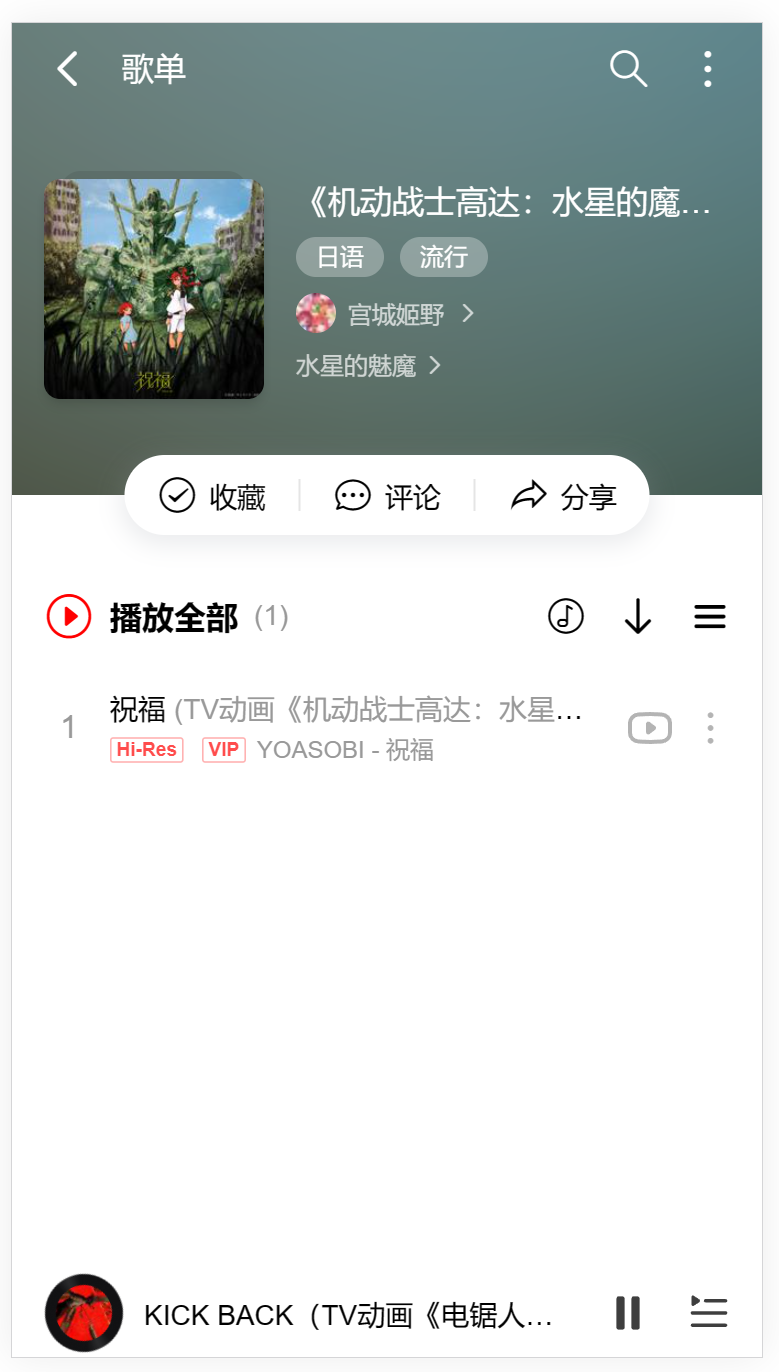 歌单
《机动战士高达：水星的魔…
日语 流行
宫城姬野
水星的魅魔
祝福
收藏 评论 分享
播放全部 (1)
1
祝福 (TV动画《机动战士高达：水星…
Hi-Res VIP YOASOBI - 祝福
KICK BACK（TV动画《电锯人…